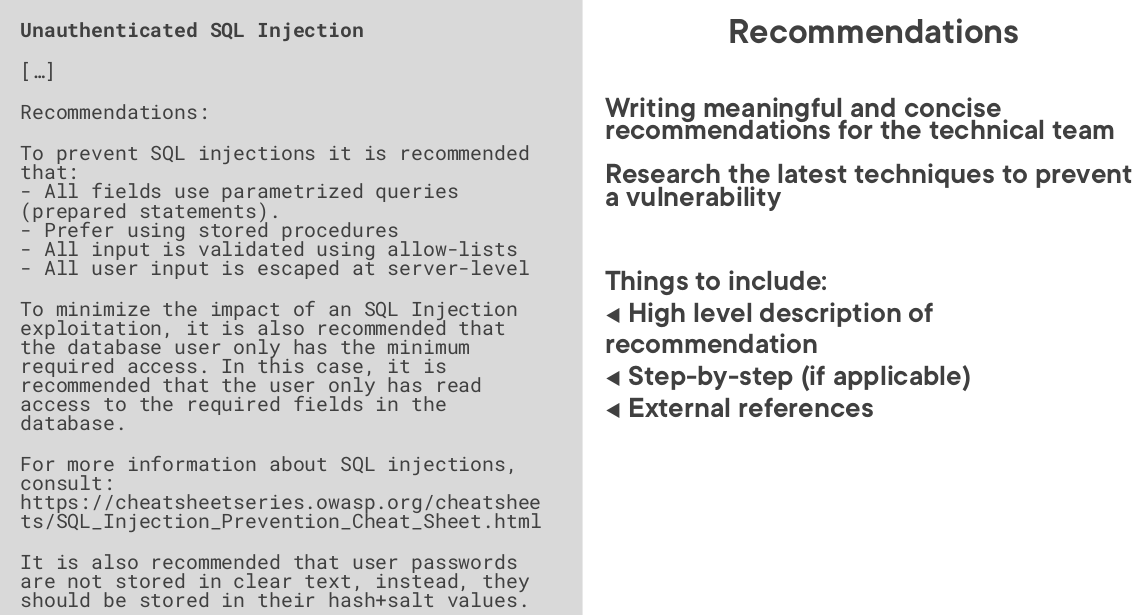 Unauthenticated SQL Injection
[…]
Recommendations:
To prevent SQL injections it is recommended
that:
- All fields use parametrized queries
(prepared statements).
- Prefer using stored procedures
- All input is validated using allow-lists
- All user input is escaped at server-level
To minimize the impact of an SQL Injection
exploitation, it is also recommended that
the database user only has the minimum
required access. In this case, it is
recommended that the user only has read
access to the required fields in the
database.
For more information about SQL injections,
consult:
https://cheatsheetseries.owasp.org/cheatshee
ts/SQL_Injection_Prevention_Cheat_Sheet.html
It is also recommended that user passwords
are not stored in clear text, instead, they
should be stored in their hash+salt values.
Recommendations
Writing meaningful and concise
recommendations for the technical team
Research the latest techniques to prevent
a vulnerability
Things to include:
◀ High level description of
recommendation
◀ Step-by-step (if applicable)
◀ External references